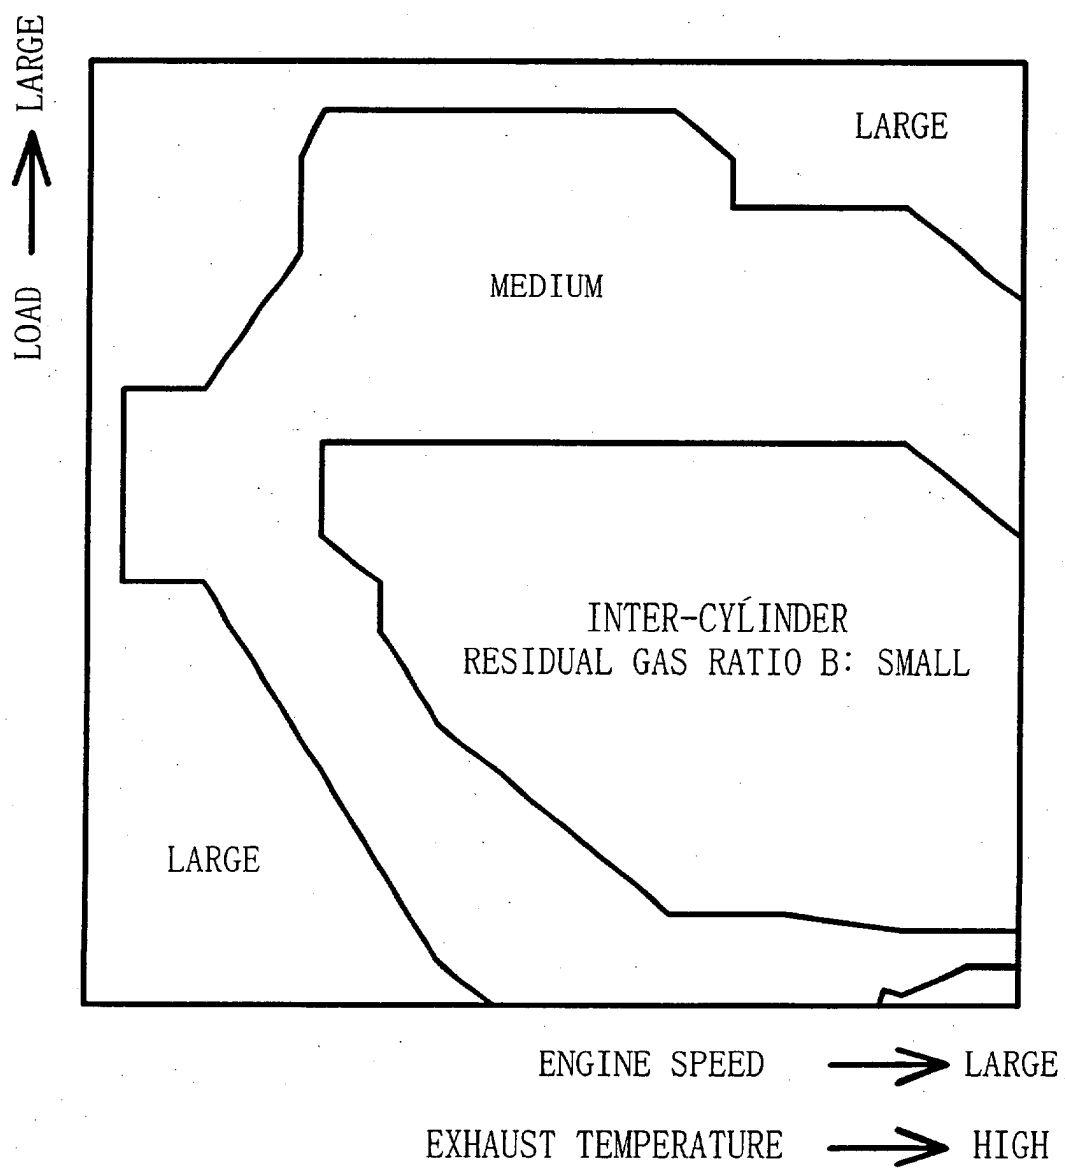 LARGE
LOAD
LARGE
MEDIUM
INTER-CYLINDER
RESIDUAL GAS RATIO B: SMALL
LARGE
ENGINE SPEED LARGE
EXHAUST TEMPERATURE HIGH